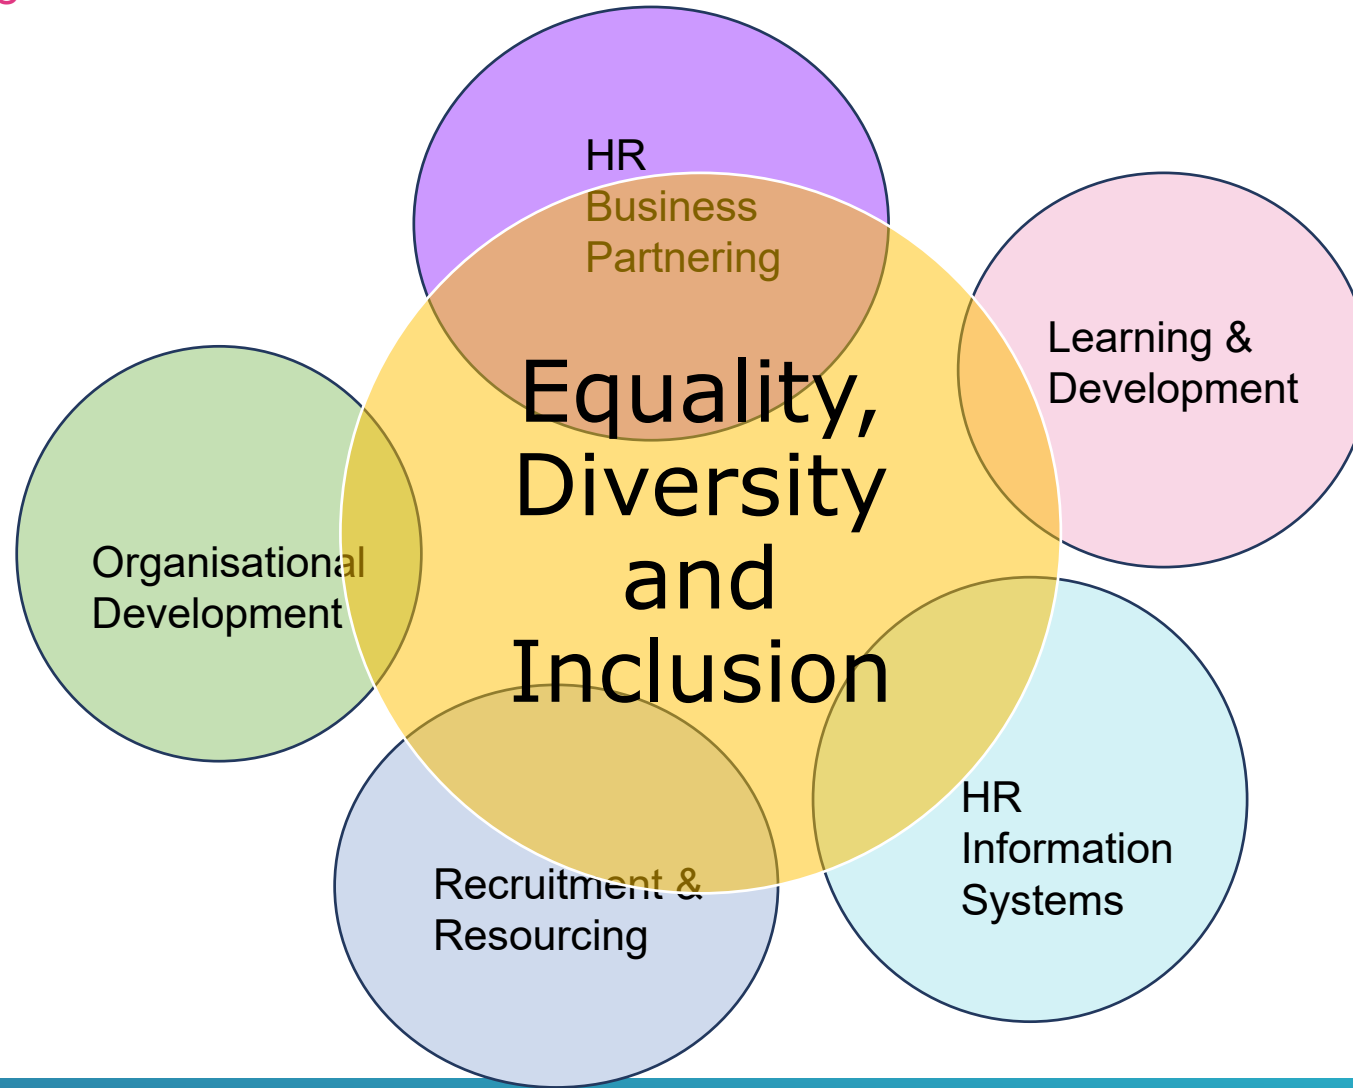 HR
Business
Partnering
Learning &
Development
Equality,
Diversity
and
Inclusion
Organisational
Development
HR
Information
Systems
Recruitment &
Resourcing